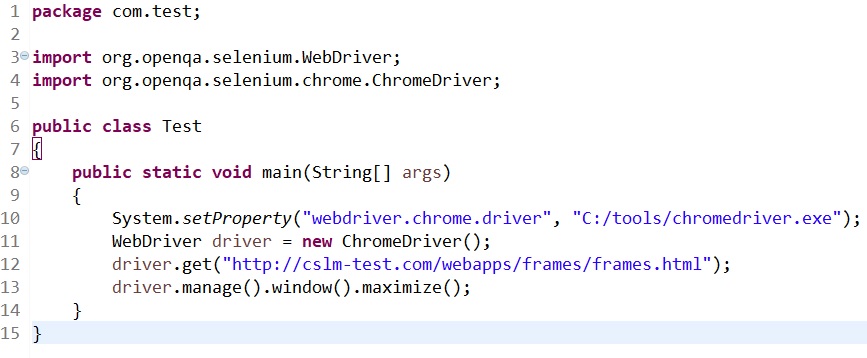 1 package com.test;
2
3 import org.openqa.selenium.WebDriver;
4 import org.openqa.selenium.chrome.ChromeDriver;
5
6 public class Test
7 {
8     public static void main(String[] args)
9     {
10         System.setProperty("webdriver.chrome.driver", "C:/tools/chromedriver.exe");
11         WebDriver driver = new ChromeDriver();
12         driver.get("http://cslm-test.com/webapps/frames/frames.html");
13         driver.manage().window().maximize();
14     }
15 }